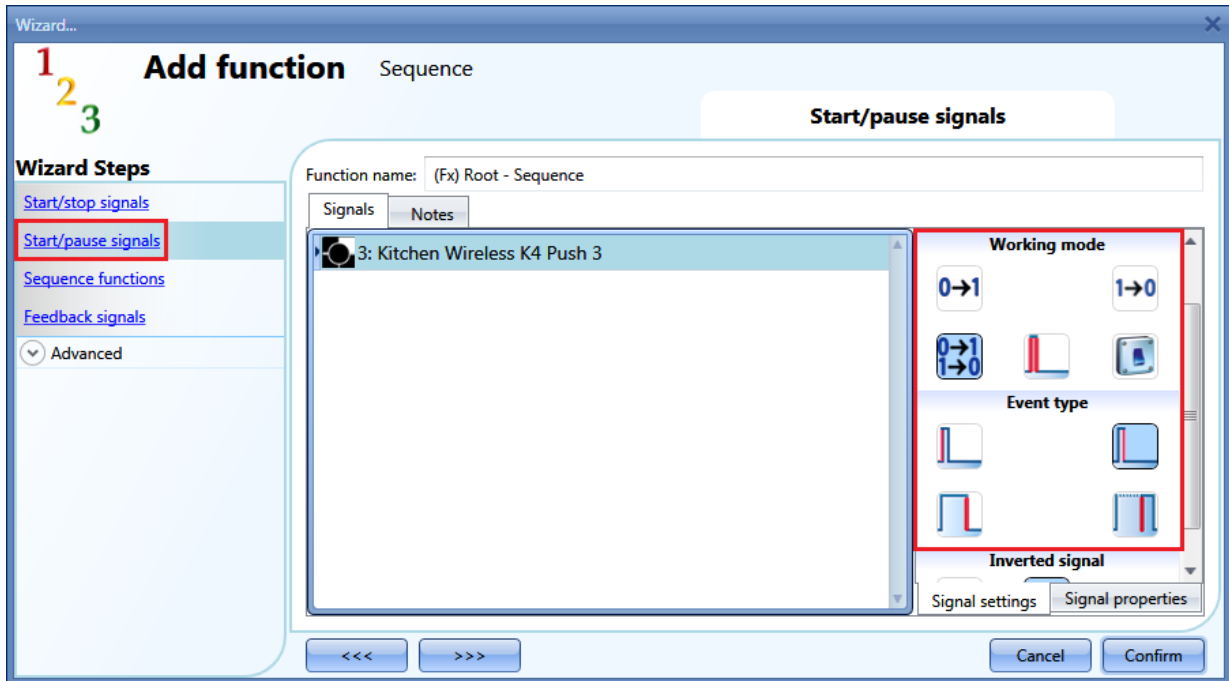 Wizard...
1
2
3
Add function Sequence
Start/pause signals
Wizard Steps
Start/stop signals
Start/pause signals
Sequence functions
Feedback signals
Advanced
Function name: (Fx) Root - Sequence
Signals Notes
3: Kitchen Wireless K4 Push 3
Working mode
0→1 1→0
0→1
1→0
Event type
Inverted signal
Signal settings Signal properties
<<< >>> Cancel Confirm